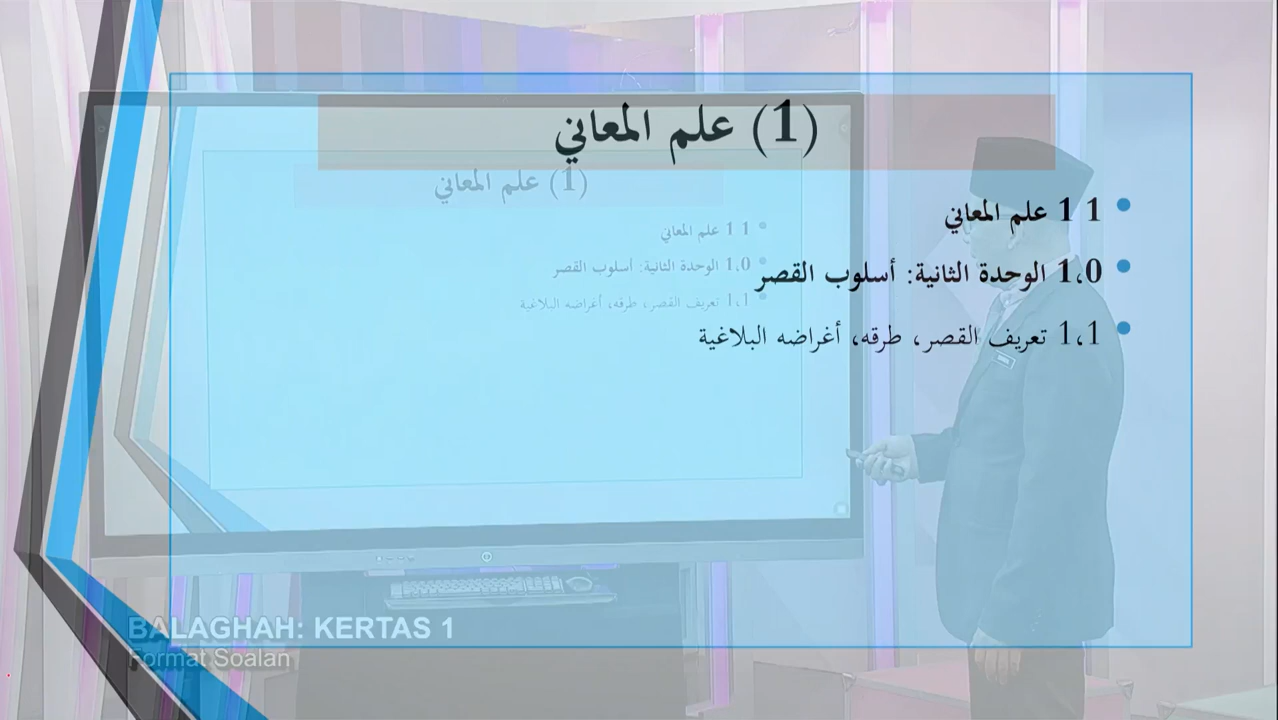 (1) علم المعاني
1 1 علم المعاني
1،0 الوحدة الثانية: أسلوب القصر
1،1 تعريف القصر، طرقه، أغراضه البلاغية
(1) علم المعاني
1 1 علم المعاني
1،0 الوحدة الثانية: أسلوب القصر
1،1 تعريف القصر، طرقه، أغراضه البلاغية
BALAGHAH: KERTAS 1
Format Soalan